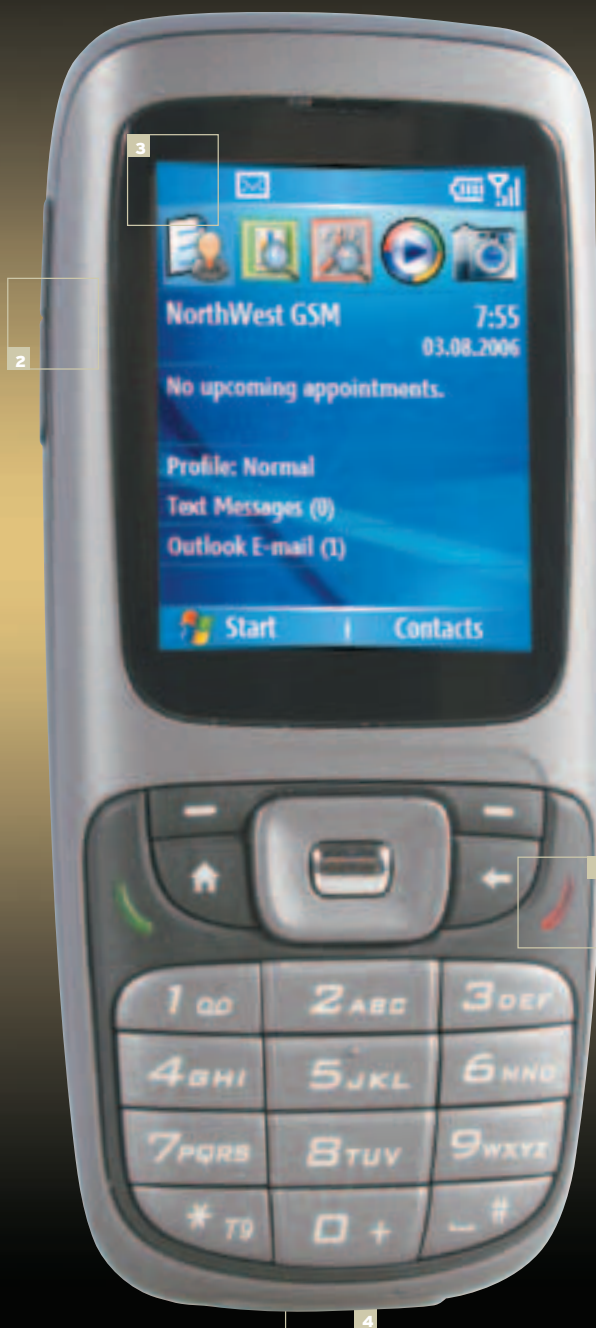 3
NorthWest GSM 7:55
03.08.2006
No upcoming appointments.
2
Profile: Normal
Text Messages (0)
Outlook E-mail (1)
Start Contacts
1
2 ABC
3 DEF
4 GHI
5 JKL
6 MNO
7 PQRS
8 TUV
9 WXYZ
* T9
0 +
#
4